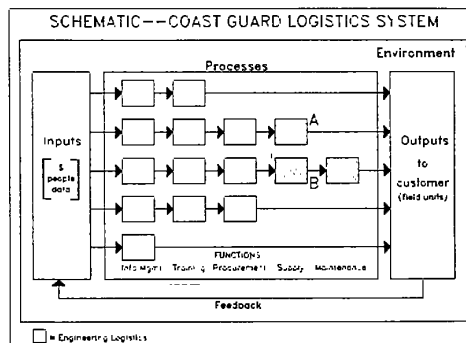 SCHEMATIC--COAST GUARD LOGISTICS SYSTEM
Environment
Processes
Inputs
$
people
data
A
B
Outputs
to
customer
(field units)
FUNCTIONS
Info Mgmt Training Procurement Supply Maintenance
Feedback
= Engineering Logistics